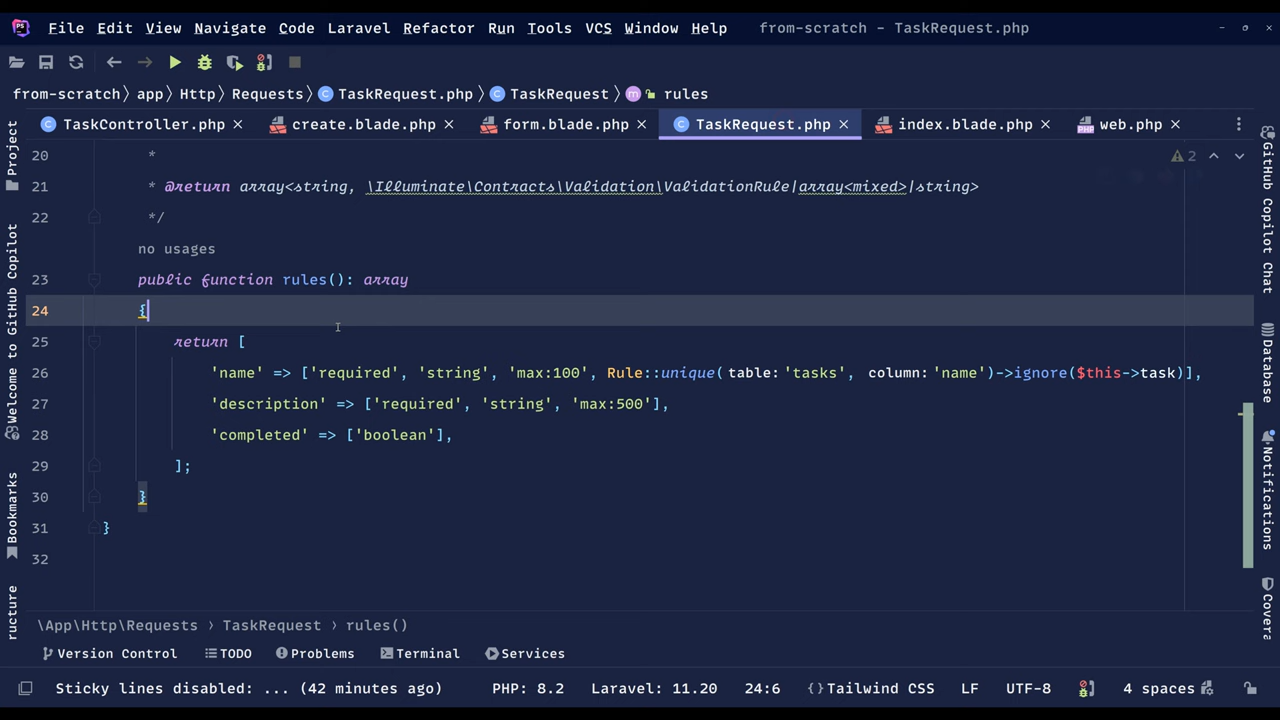 PS File Edit View Navigate Code Laravel Refactor Run Tools VCS Window Help from-scratch - TaskRequest.php
from-scratch app Http Requests TaskRequest.php TaskRequest m rules
TaskController.php create.blade.php form.blade.php TaskRequest.php index.blade.php web.php
20 *
2
21 * @return array<string, \Illuminate\Contracts\Validation\ValidationRule|array<mixed>|string>
22 */
no usages
23 public function rules(): array
24 {
25 return [
26 'name' => ['required', 'string', 'max:100', Rule::unique( table: 'tasks', column: 'name')->ignore($this->task)],
27 'description' => ['required', 'string', 'max:500'],
28 'completed' => ['boolean'],
29 ];
30 }
31 }
32
\App\Http\Requests > TaskRequest > rules()
Version Control TODO Problems Terminal Services
Sticky lines disabled: ... (42 minutes ago) PHP: 8.2 Laravel: 11.20 24:6 {} Tailwind CSS LF UTF-8 4 spaces
Project
Welcome to GitHub Copilot
Bookmarks
ructure
GitHub Copilot Chat
Database
Notifications
Covera